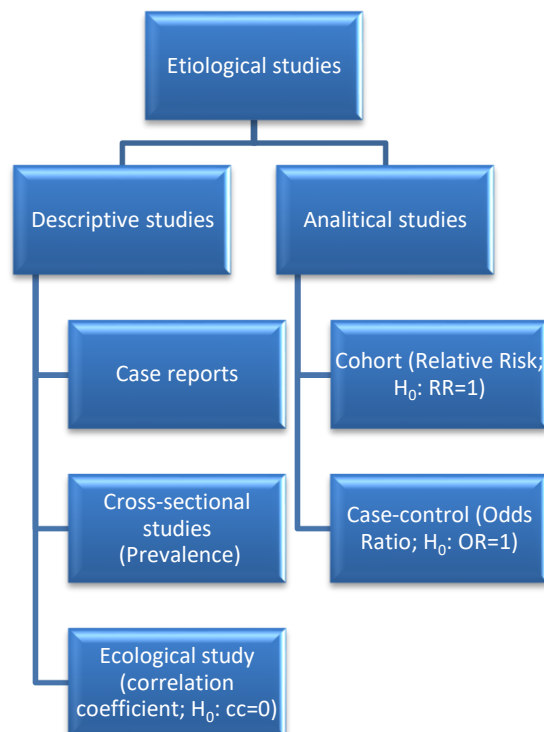 Etiological studies
Descriptive studies
Analitical studies
Case reports
Cross-sectional
studies
(Prevalence)
Ecological study
(correlation
coefficient; H₀: cc=0)
Cohort (Relative Risk;
H₀: RR=1)
Case-control (Odds
Ratio; H₀: OR=1)